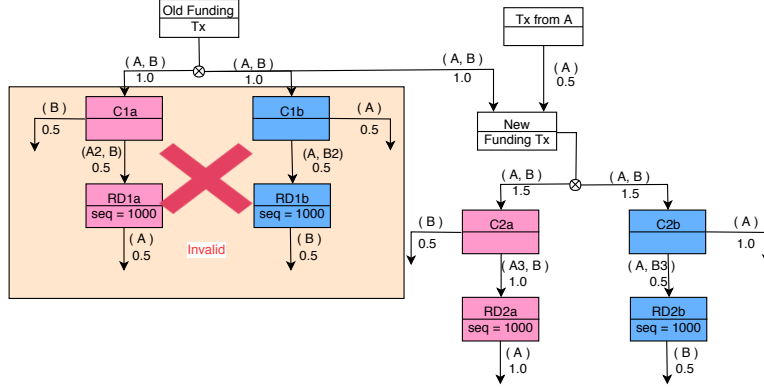 Old Funding
Tx
Tx from A
(A, B)
1.0
(A, B)
1.0
(A, B)
1.0
(A)
0.5
(B)
0.5
C1a
C1b
(A)
0.5
New
Funding Tx
(A2, B)
0.5
(A, B2)
0.5
RD1a
seq = 1000
RD1b
seq = 1000
(A)
0.5
Invalid
(B)
0.5
(A, B)
1.5
(A, B)
1.5
(B)
0.5
C2a
C2b
(A)
1.0
(A3, B)
1.0
(A, B3)
0.5
RD2a
seq = 1000
RD2b
seq = 1000
(A)
1.0
(B)
0.5